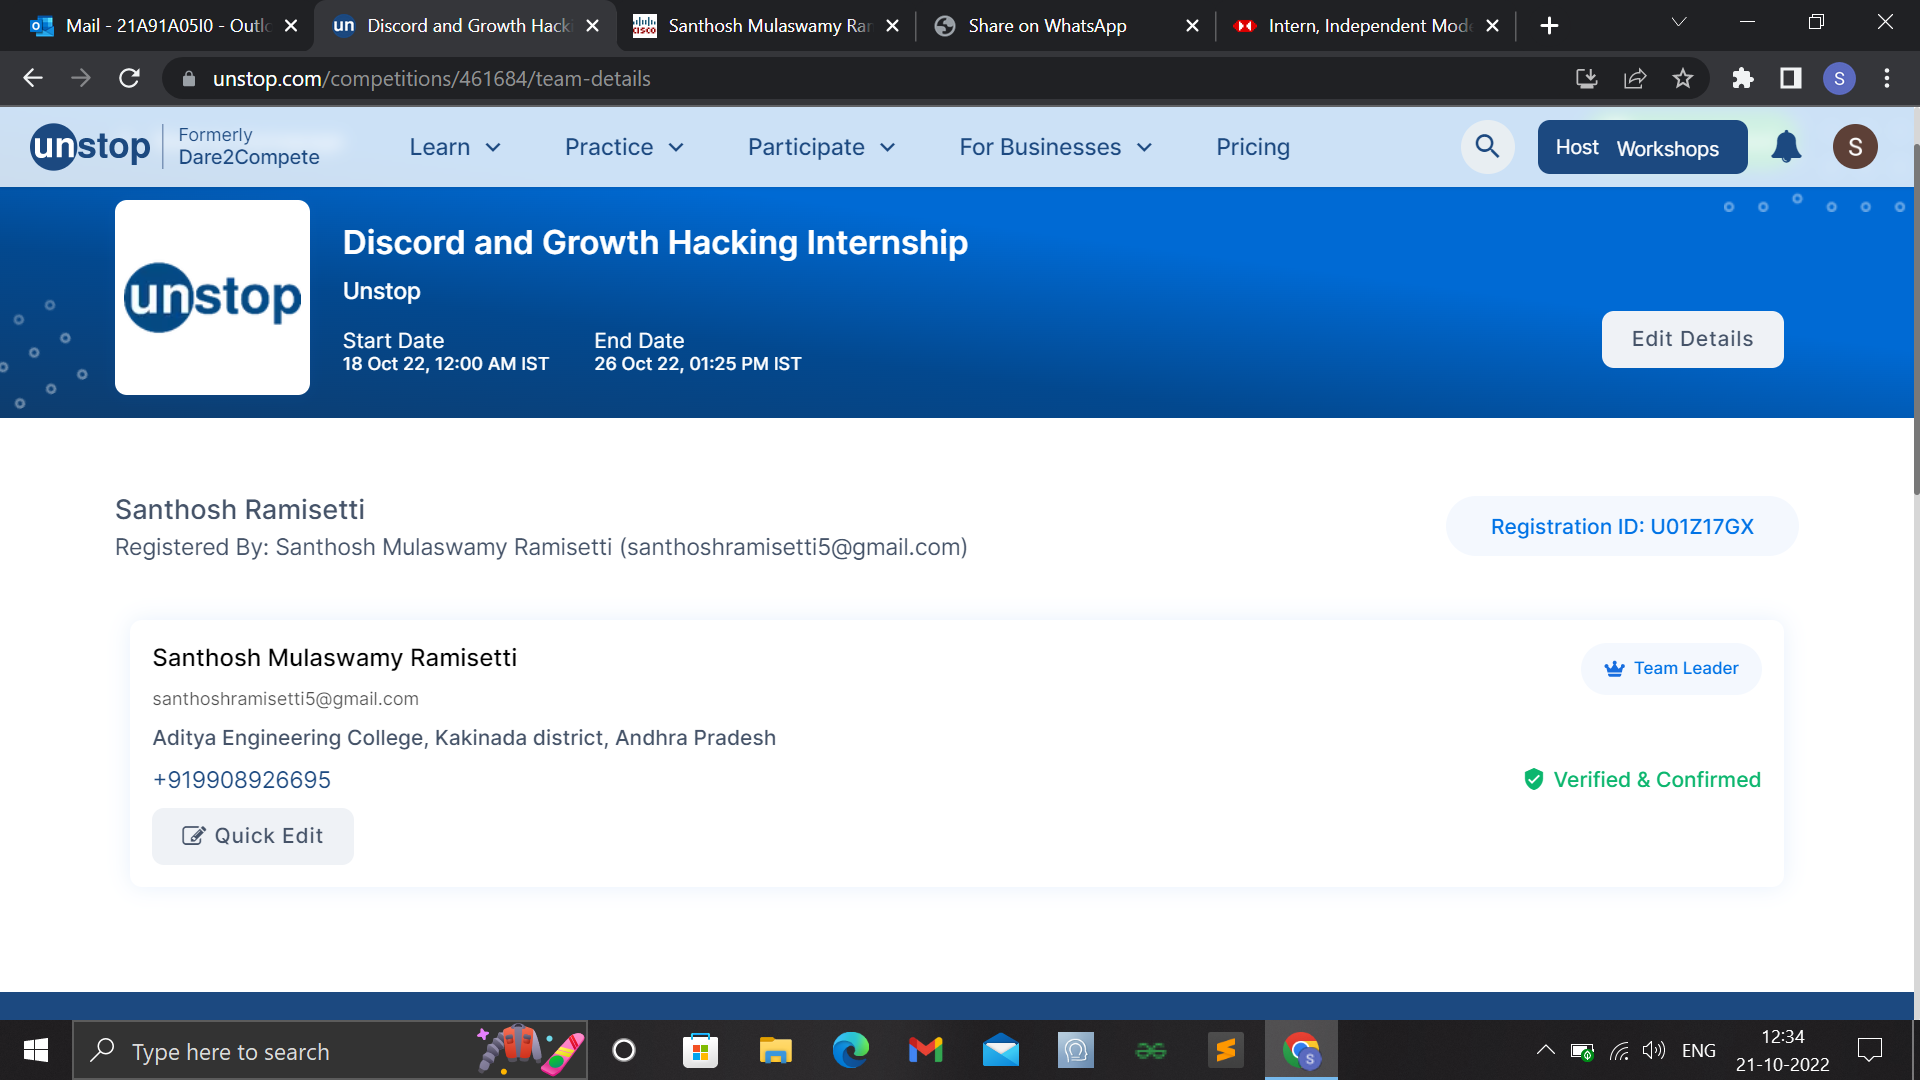 Mail - 21A91A05I0 - Outlo
un Discord and Growth Hacki
CISCO Santhosh Mulaswamy Ran
Share on WhatsApp
Intern, Independent Mode
unstop.com/competitions/461684/team-details
S
unstop
Formerly
Dare2Compete
Learn
Practice
Participate
For Businesses
Pricing
Host Workshops
S
unstop
Discord and Growth Hacking Internship
Unstop
Start Date
18 Oct 22, 12:00 AM IST
End Date
26 Oct 22, 01:25 PM IST
Edit Details
Santhosh Ramisetti
Registered By: Santhosh Mulaswamy Ramisetti (santhoshramisetti5@gmail.com)
Registration ID: U01Z17GX
Santhosh Mulaswamy Ramisetti
Team Leader
santhoshramisetti5@gmail.com
Aditya Engineering College, Kakinada district, Andhra Pradesh
+919908926695
Verified & Confirmed
Quick Edit
Type here to search
S
ENG
12:34
21-10-2022